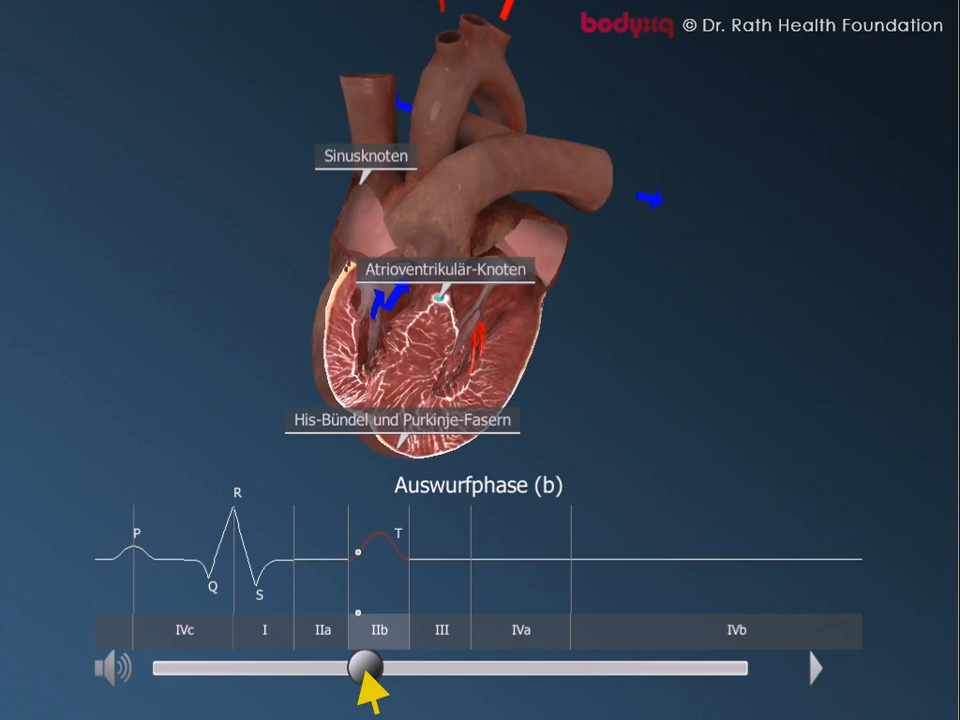 bodyxq © Dr. Rath Health Foundation
Sinusknoten
Atrioventrikulär-Knoten
His-Bündel und Purkinje-Fasern
Auswurfphase (b)
R
P
T
Q
S
IVc I IIa IIb III IVa IVb